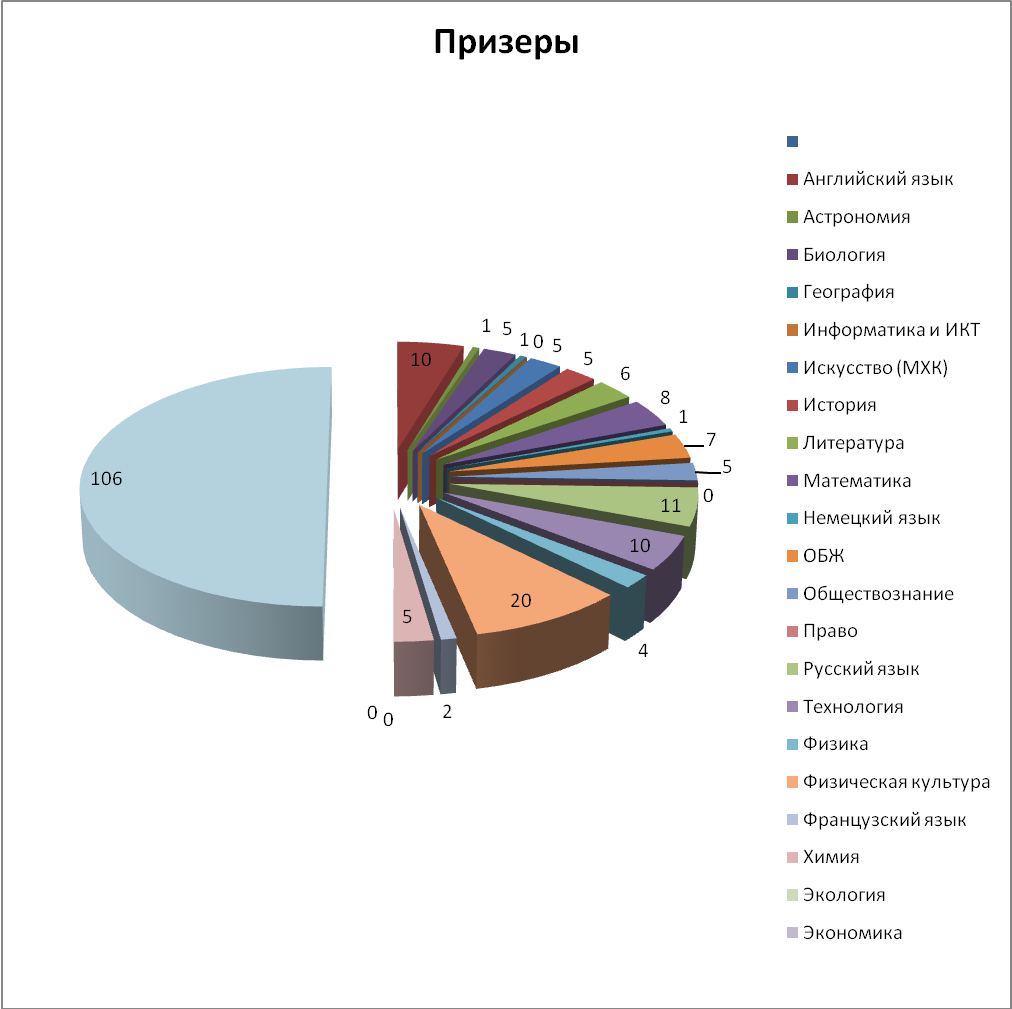 Призеры
Английский язык
Астрономия
Биология
География
Информатика и ИКТ
Искусство (МХК)
История
Литература
Математика
Немецкий язык
ОБЖ
Обществознание
Право
Русский язык
Технология
Физика
Физическая культура
Французский язык
Химия
Экология
Экономика
10
1
5
1
0
5
5
6
8
1
7
5
0
11
10
4
20
2
5
0
0
106